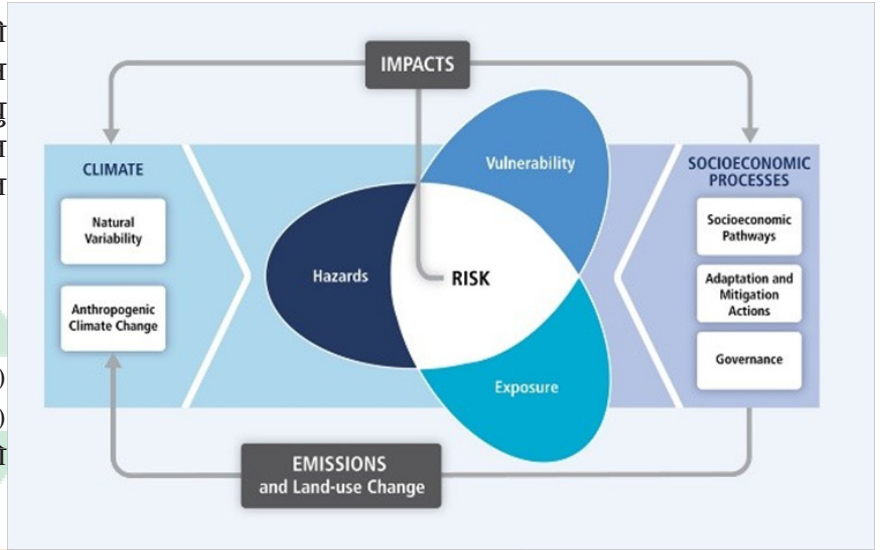 IMPACTS
CLIMATE
Natural
Variability
Anthropogenic
Climate Change
Vulnerability
Hazards
RISK
Exposure
SOCIOECONOMIC
PROCESSES
Socioeconomic
Pathways
Adaptation and
Mitigation
Actions
Governance
EMISSIONS
and Land-use Change